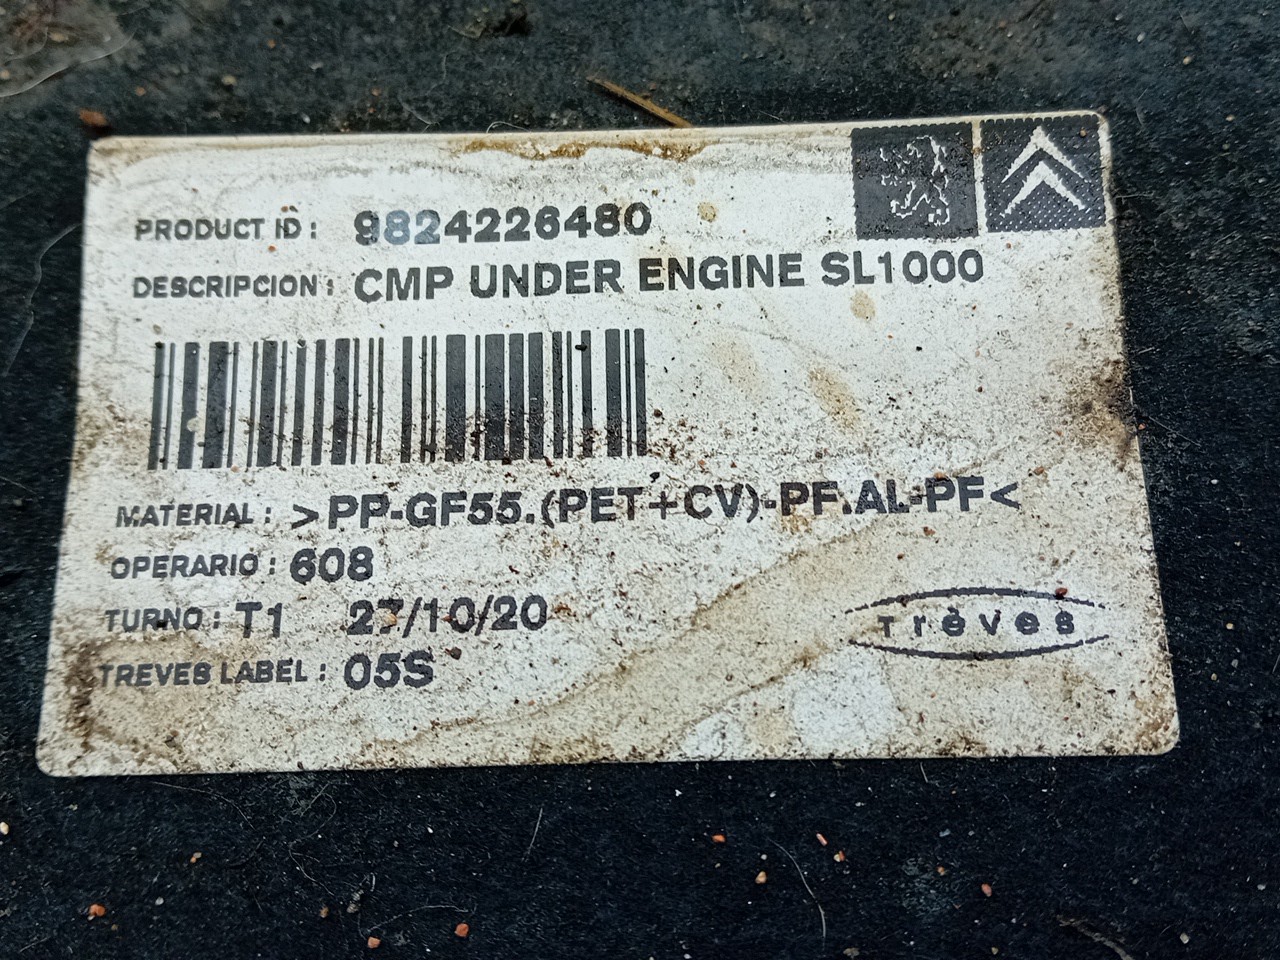 PRODUCT ID: 9824226480
DESCRIPCION: CMP UNDER ENGINE SL1000
MATERIAL: >PP-GF55.(PET+CV)-PF.AL-PF<
OPERARIO: 608
TURNO: T1 27/10/20
Trèves
TREVES LABEL: 05S